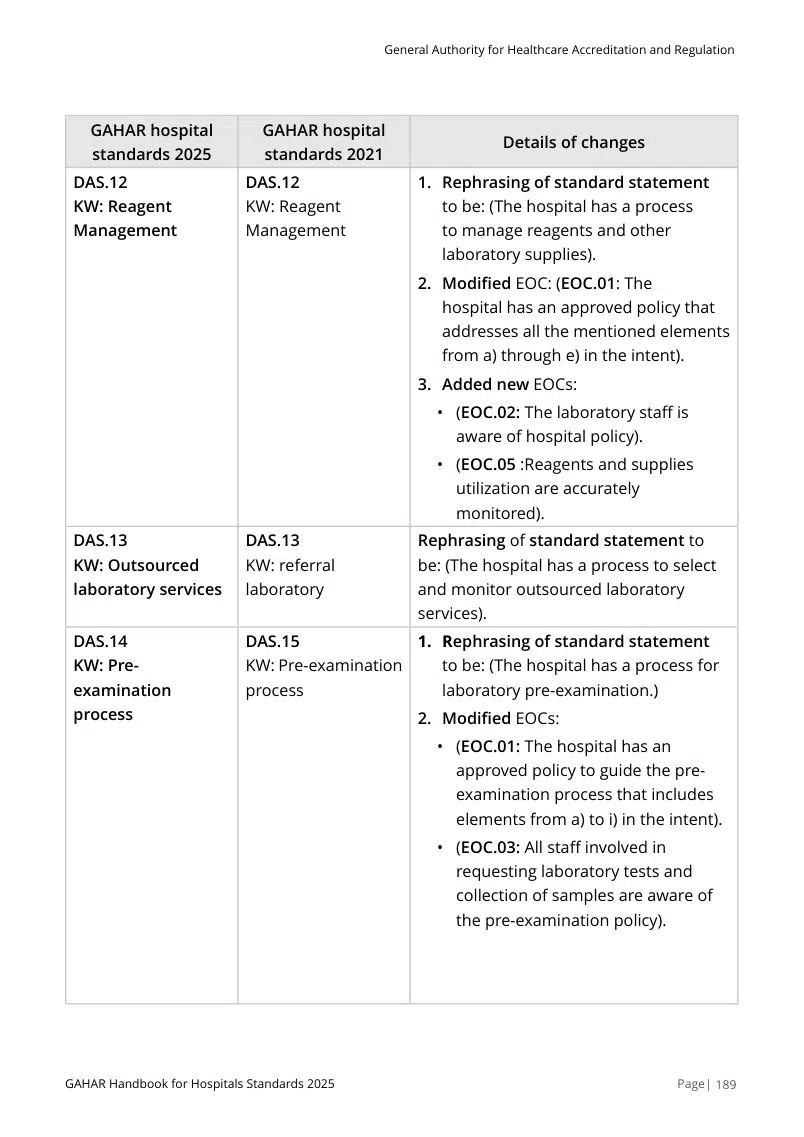 General Authority for Healthcare Accreditation and Regulation
GAHAR hospital
standards 2025
GAHAR hospital
standards 2021
Details of changes
DAS.12
KW: Reagent
Management
DAS.12
KW: Reagent
Management
1. Rephrasing of standard statement
to be: (The hospital has a process
to manage reagents and other
laboratory supplies).
2. Modified EOC: (EOC.01: The
hospital has an approved policy that
addresses all the mentioned elements
from a) through e) in the intent).
3. Added new EOCs:
• (EOC.02: The laboratory staff is
aware of hospital policy).
• (EOC.05 :Reagents and supplies
utilization are accurately
monitored).
DAS.13
KW: Outsourced
laboratory services
DAS.13
KW: referral
laboratory
Rephrasing of standard statement to
be: (The hospital has a process to select
and monitor outsourced laboratory
services).
DAS.14
KW: Pre-
examination
process
DAS.15
KW: Pre-examination
process
1. Rephrasing of standard statement
to be: (The hospital has a process for
laboratory pre-examination.)
2. Modified EOCs:
• (EOC.01: The hospital has an
approved policy to guide the pre-
examination process that includes
elements from a) to i) in the intent).
• (EOC.03: All staff involved in
requesting laboratory tests and
collection of samples are aware of
the pre-examination policy).
GAHAR Handbook for Hospitals Standards 2025
Page| 189